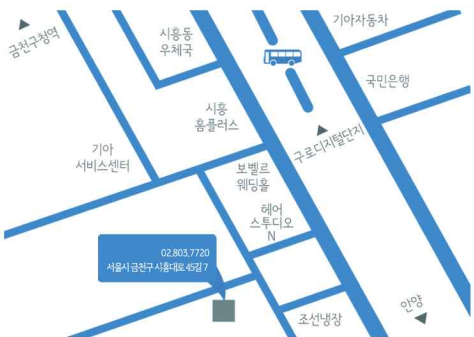 금천구청역
시흥동
우체국
기아자동차
국민은행
시흥
홈플러스
구로디지털단지
기아
서비스센터
보벨르
웨딩홀
헤어
스튜디오
N
02.803.7720
서울시 금천구 시흥대로 45길 7
조선냉장
안양